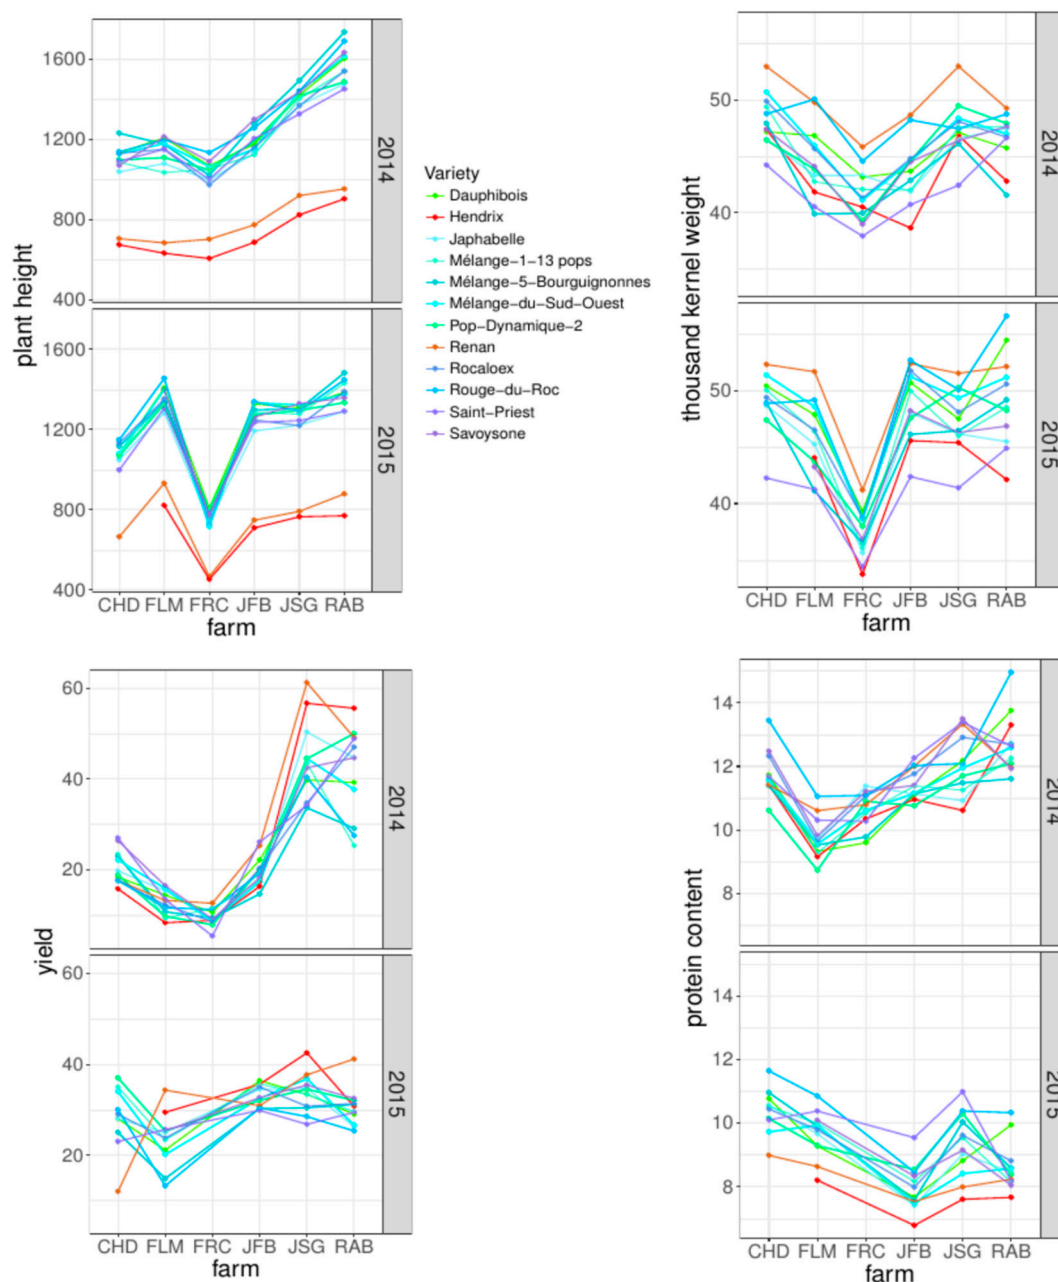 plant height
1600
1200
800
400
2014
1600
1200
800
400
2015
CHD FLM FRC JFB JSG RAB
farm
Variety
Dauphibois
Hendrix
Japhabelle
Mélange−1−13 pops
Mélange−5−Bourguignonnes
Mélange−du−Sud−Ouest
Pop−Dynamique−2
Renan
Rocaloex
Rouge−du−Roc
Saint−Priest
Savoysone
thousand kernel weight
50
40
2014
50
40
2015
CHD FLM FRC JFB JSG RAB
farm
yield
60
40
20
2014
60
40
20
2015
CHD FLM FRC JFB JSG RAB
farm
protein content
14
12
10
8
2014
14
12
10
8
2015
CHD FLM FRC JFB JSG RAB
farm